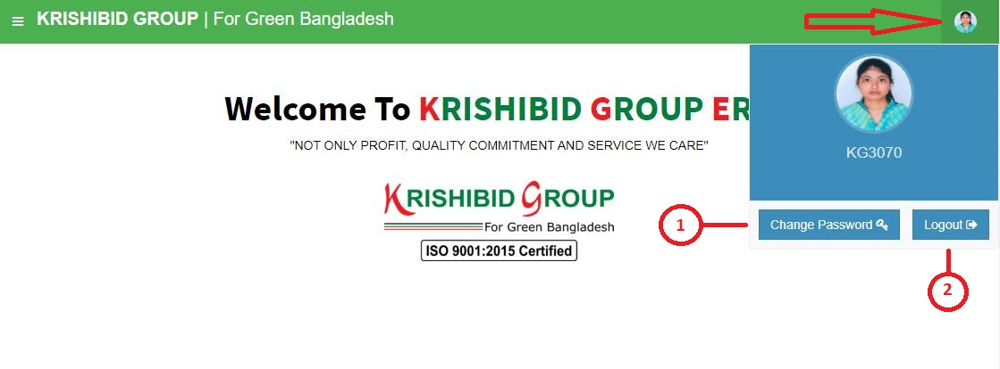 KRISHIBID GROUP | For Green Bangladesh
Welcome To KRISHIBID GROUP ER
"NOT ONLY PROFIT, QUALITY COMMITMENT AND SERVICE WE CARE"
KRISHIBID GROUP
For Green Bangladesh
ISO 9001:2015 Certified
KG3070
1
Change Password
Logout
2